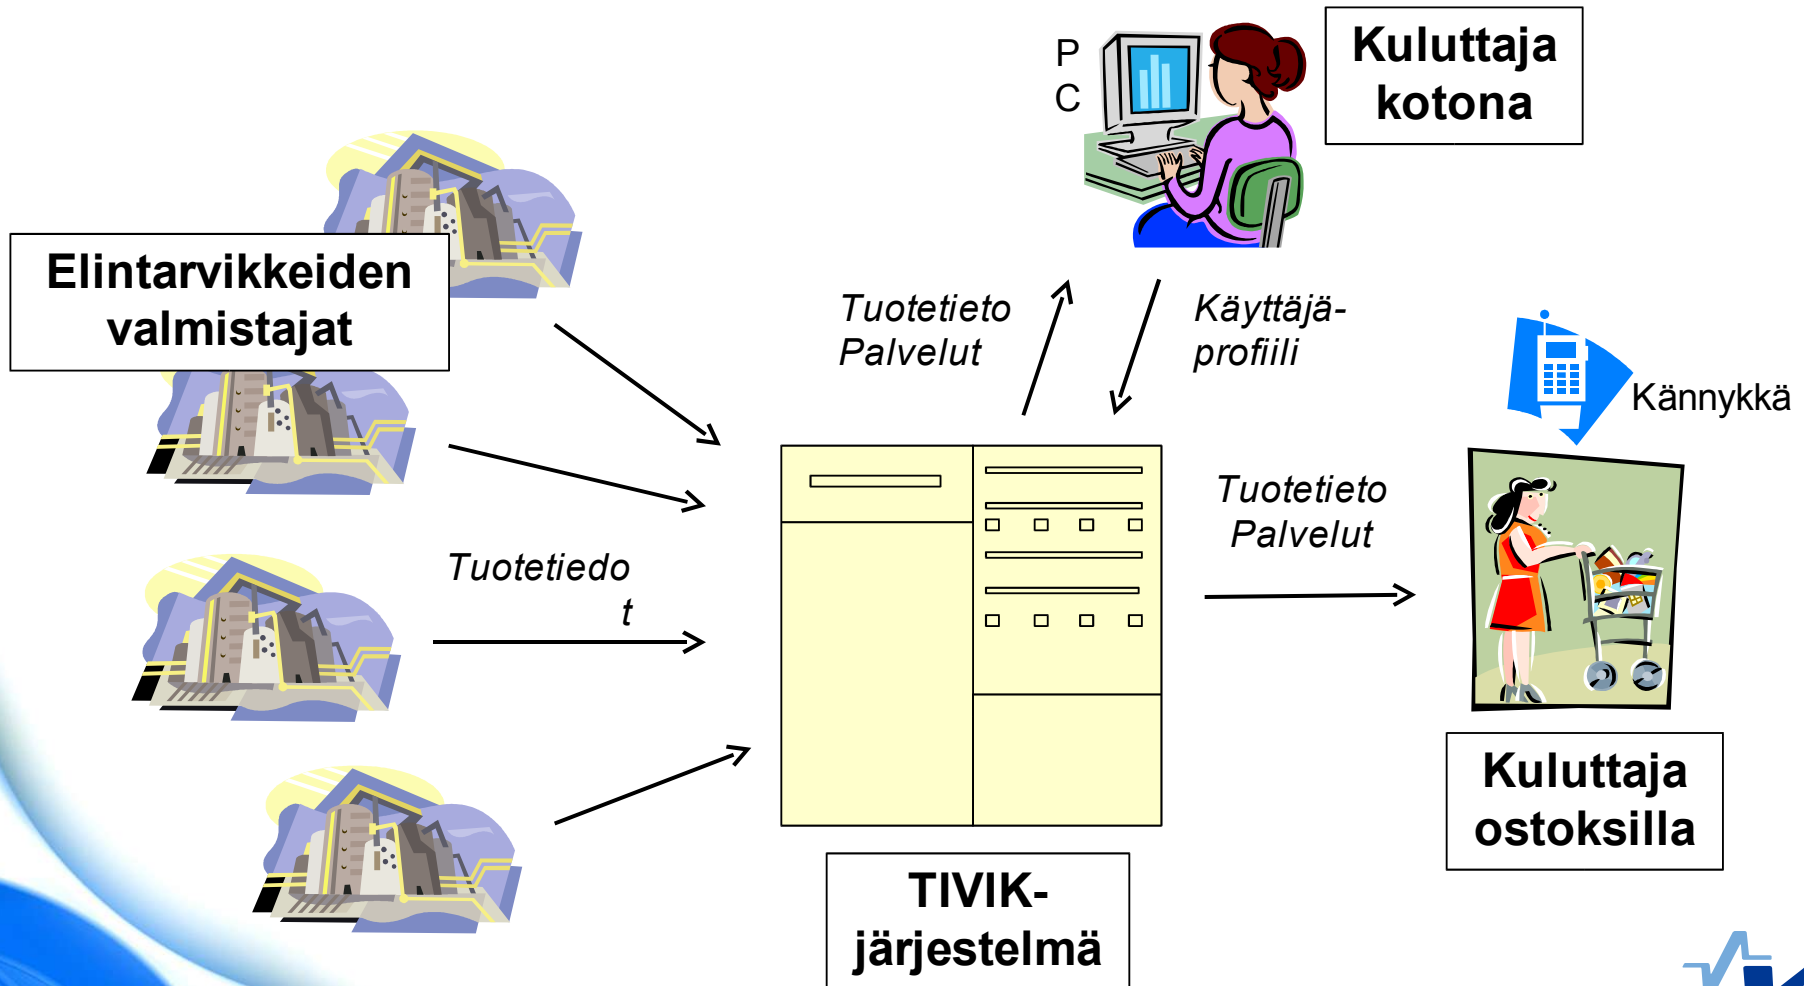 P
C
Kuluttaja
kotona
Elintarvikkeiden
valmistajat
Tuotetieto
Palvelut
Käyttäjä-
profiili
Kännykkä
Tuotetieto
Palvelut
Tuotetiedo
t
Kuluttaja
ostoksilla
TIVIK-
järjestelmä